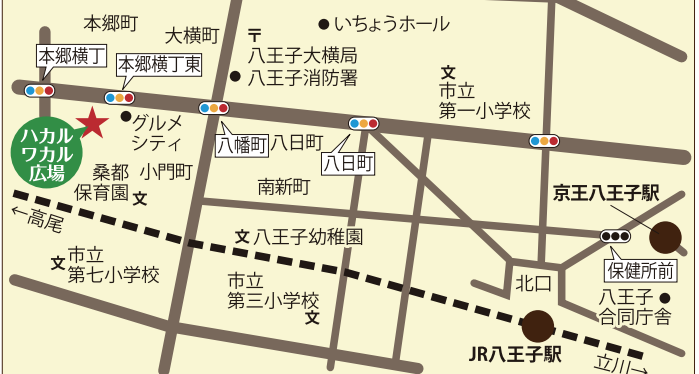 本郷町
大横町
いちょうホール
〒
八王子大横局
八王子消防署
本郷横丁
本郷横丁東
文
市立
第一小学校
グルメ
シティ
八幡町
八日町
八日町
ハカル
ワカル
広場
桑都
保育園
文
小門町
南新町
京王八王子駅
←高尾
文
市立
第七小学校
文八王子幼稚園
保健所前
市立
第三小学校
文
北口
八王子
合同庁舎
JR八王子駅
立川→